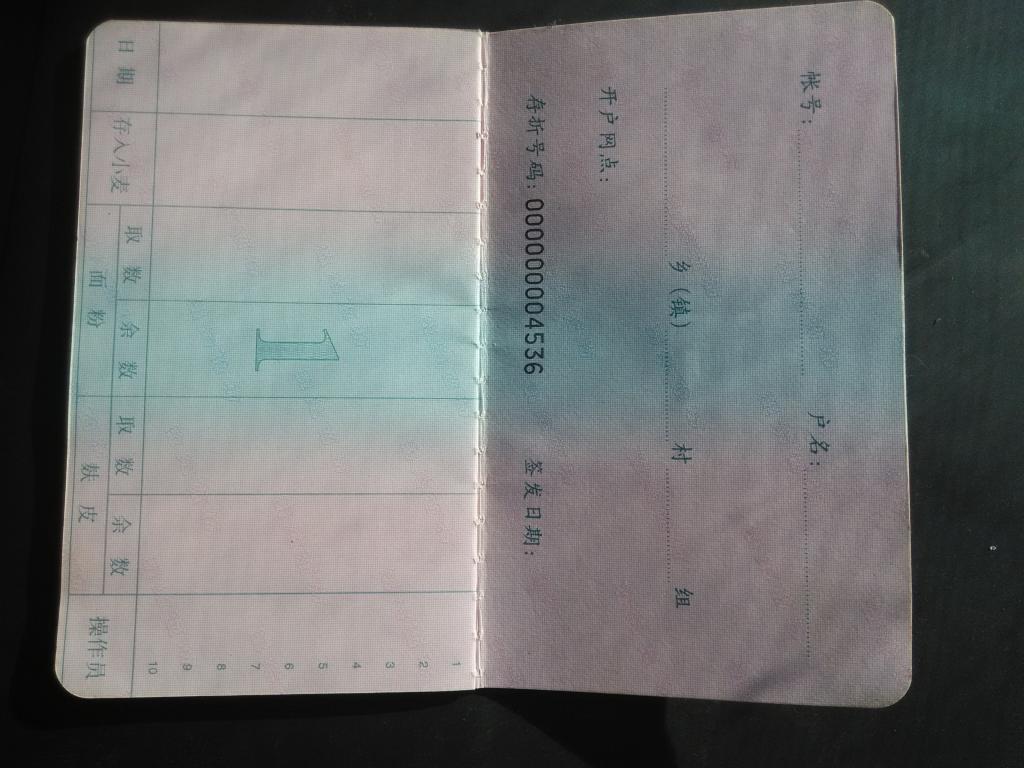 帐号: 户名:
乡(镇) 村 组
开户网点:
存折号码: 000000004536 签发日期:
1
2
3
4
5
6
7
8
9
10
1
日期 存入小麦 取数 余数 取数 余数 操作员
面粉 麸皮